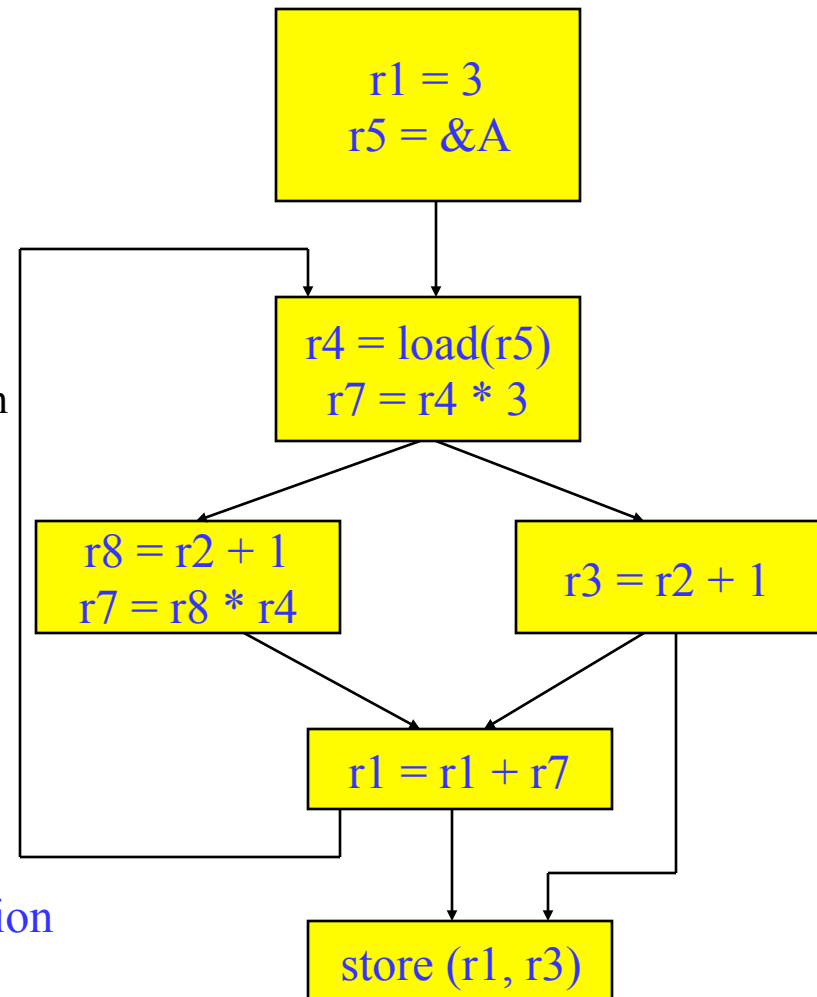 r1 = 3
r5 = &A
r4 = load(r5)
r7 = r4 * 3
r8 = r2 + 1
r7 = r8 * r4
r3 = r2 + 1
r1 = r1 + r7
store (r1, r3)